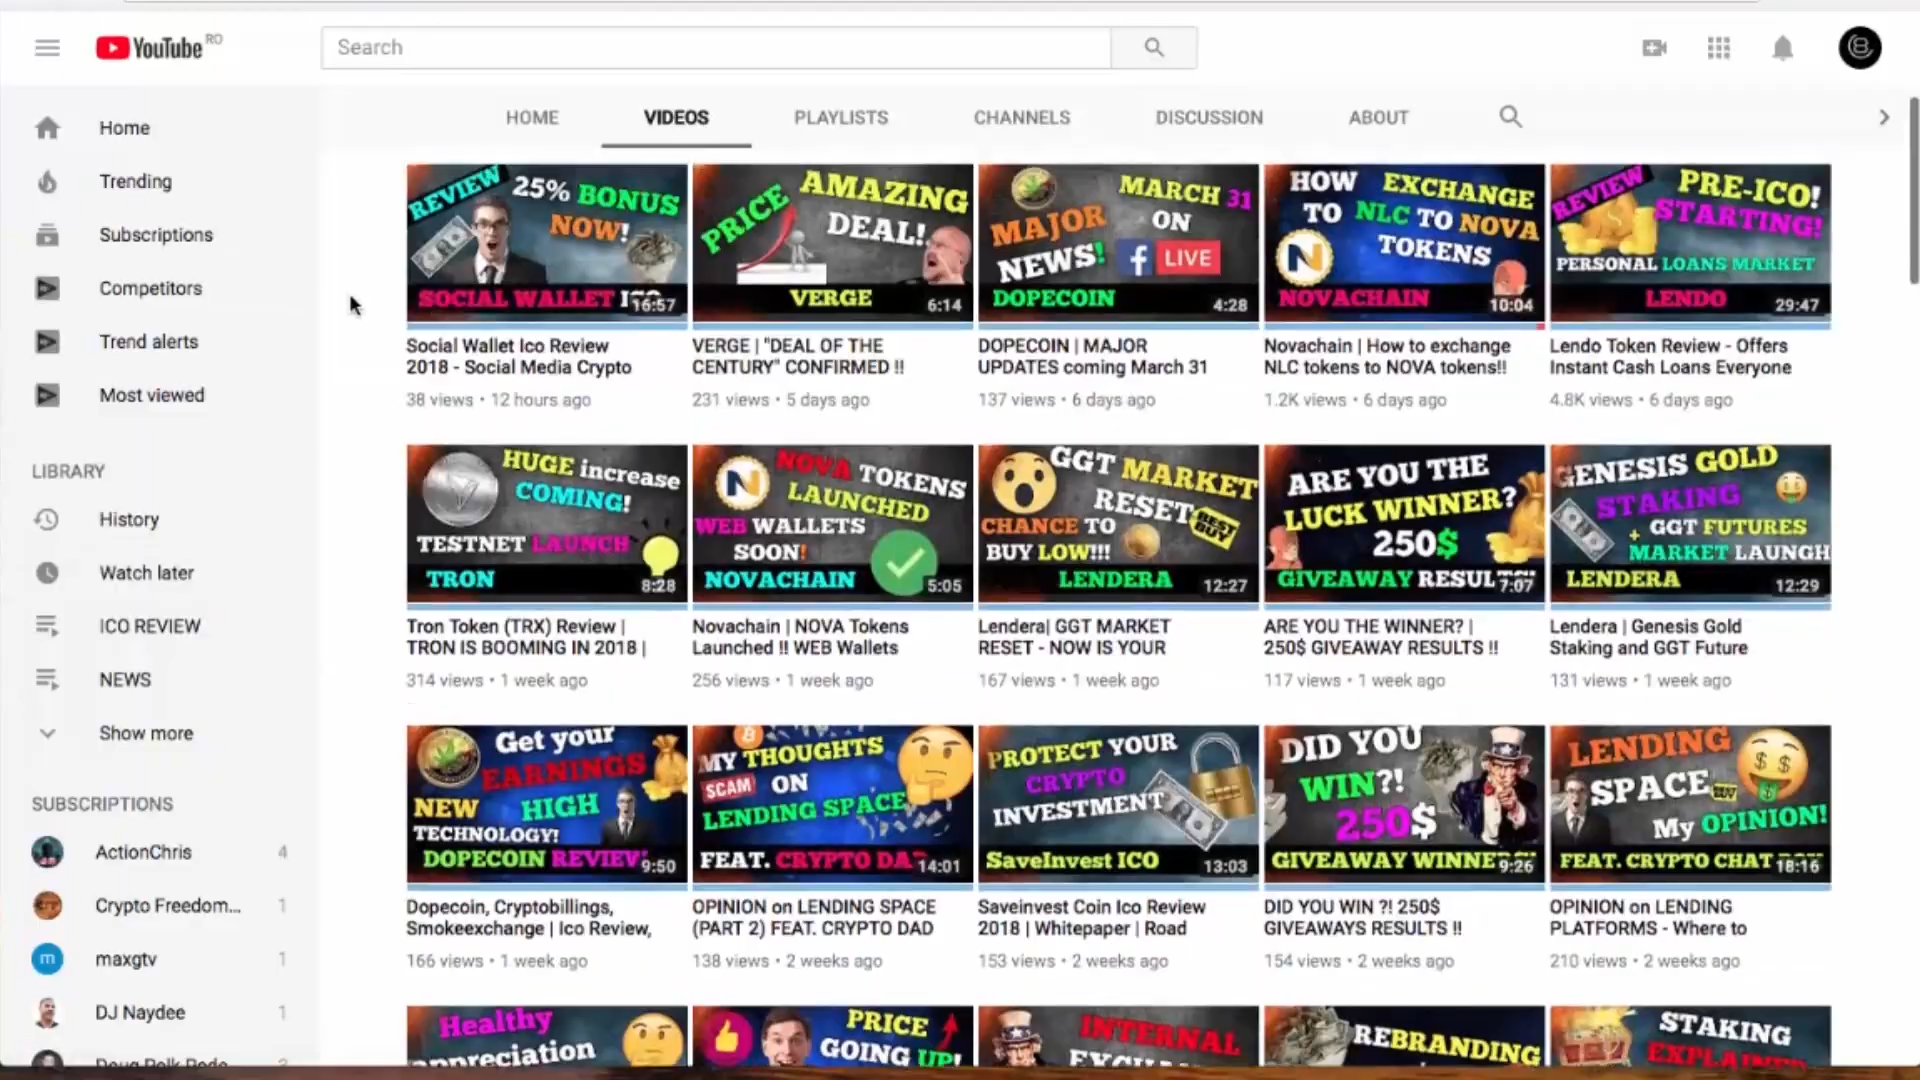 YouTube RO
Search
Home
Trending
Subscriptions
Competitors
Trend alerts
Most viewed
LIBRARY
History
Watch later
ICO REVIEW
NEWS
Show more
SUBSCRIPTIONS
ActionChris 4
Crypto Freedom... 1
maxgtv 1
DJ Naydee 1
HOME VIDEOS PLAYLISTS CHANNELS DISCUSSION ABOUT
REVIEW 25% BONUS
NOW!
SOCIAL WALLET
16:57
Social Wallet Ico Review
2018 - Social Media Crypto
38 views • 12 hours ago
PRICE AMAZING
DEAL!
VERGE
6:14
VERGE | "DEAL OF THE
CENTURY" CONFIRMED !!
231 views • 5 days ago
MAJOR
NEWS!
MARCH 31
ON
f LIVE
DOPECOIN
4:28
DOPECOIN | MAJOR
UPDATES coming March 31
137 views • 6 days ago
HOW EXCHANGE
TO NLC TO NOVA
TOKENS
N
NOVACHAIN
10:04
Novachain | How to exchange
NLC tokens to NOVA tokens!!
1.2K views • 6 days ago
REVIEW PRE-ICO!
STARTING!
PERSONAL LOANS MARKET
LENDO
29:47
Lendo Token Review - Offers
Instant Cash Loans Everyone
4.8K views • 6 days ago
HUGE increase
COMING!
TESTNET LAUNCH
TRON
8:28
Tron Token (TRX) Review |
TRON IS BOOMING IN 2018 |
314 views • 1 week ago
N
NOVA TOKENS
LAUNCHED
WEB WALLETS
SOON!
NOVACHAIN
5:05
Novachain | NOVA Tokens
Launched !! WEB Wallets
256 views • 1 week ago
GGT MARKET
RESET
BEST
BUY
CHANCE TO
BUY LOW!!!
LENDERA
12:27
Lendera| GGT MARKET
RESET - NOW IS YOUR
167 views • 1 week ago
ARE YOU THE
LUCK WINNER?
250$
GIVEAWAY
7:07
ARE YOU THE WINNER? |
250$ GIVEAWAY RESULTS !!
117 views • 1 week ago
GENESIS GOLD
STAKING
+ GGT FUTURES
MARKET LAUNGH
LENDERA
12:29
Lendera | Genesis Gold
Staking and GGT Future
131 views • 1 week ago
Get your
EARNINGS
NEW HIGH
TECHNOLOGY!
DOPECOIN REVIEW
9:50
Dopecoin, Cryptobillings,
Smokeexchange | Ico Review,
166 views • 1 week ago
MY THOUGHTS
SCAM ON
LENDING SPACE
FEAT. CRYPTO DA
14:01
OPINION on LENDING SPACE
(PART 2) FEAT. CRYPTO DAD
138 views • 2 weeks ago
PROTECT YOUR
CRYPTO
INVESTMENT
SaveInvest ICO
13:03
Saveinvest Coin Ico Review
2018 | Whitepaper | Road
153 views • 2 weeks ago
DID YOU
WIN?!
250$
GIVEAWAY WINNE
9:26
DID YOU WIN ?! 250$
GIVEAWAYS RESULTS !!
154 views • 2 weeks ago
LENDING
SPACE
BUY
My OPINION!
FEAT. CRYPTO CHAT
18:16
OPINION on LENDING
PLATFORMS - Where to
210 views • 2 weeks ago
Healthy
appreciation
PRICE
GOING UP!
INTERNAL
REBRANDING
STAKING
EXPLAINED